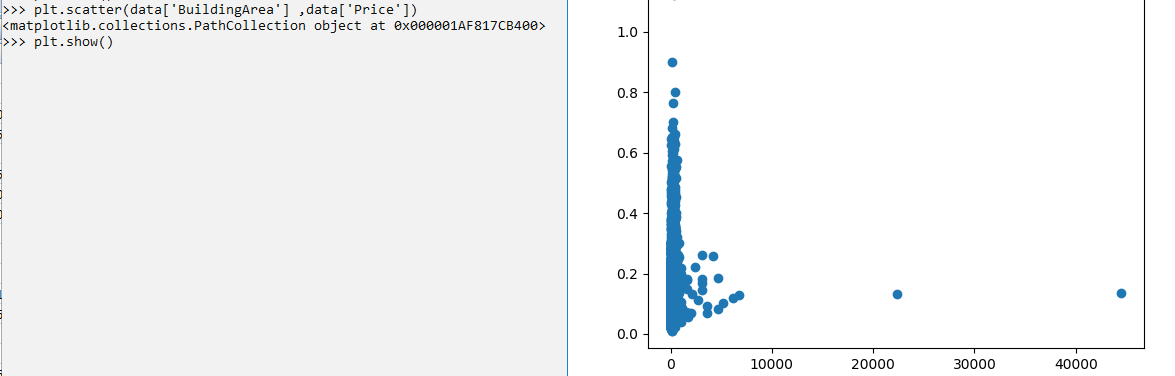 >>> plt.scatter(data['BuildingArea'] ,data['Price'])
<matplotlib.collections.PathCollection object at 0x000001AF817CB400>
>>> plt.show()
1.0
0.8
0.6
0.4
0.2
0.0
0 10000 20000 30000 40000